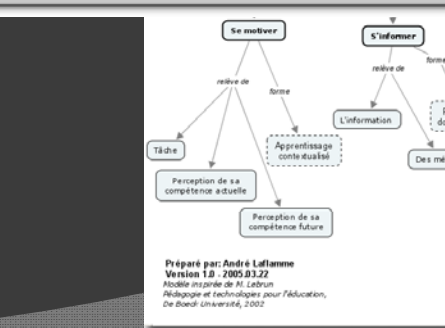 Se motiver
S'informer
relève de
forme
relève de
forme
L'information
Tâche
Apprentissage
contextualisé
Des mé
Perception de sa
compétence actuelle
Perception de sa
compétence future
Préparé par: André Laflamme
Version 1.0 - 2005.03.22
Modèle inspirée de M. Lebrun
Pédagogie et technologies pour l'éducation,
De Boeck Université, 2002